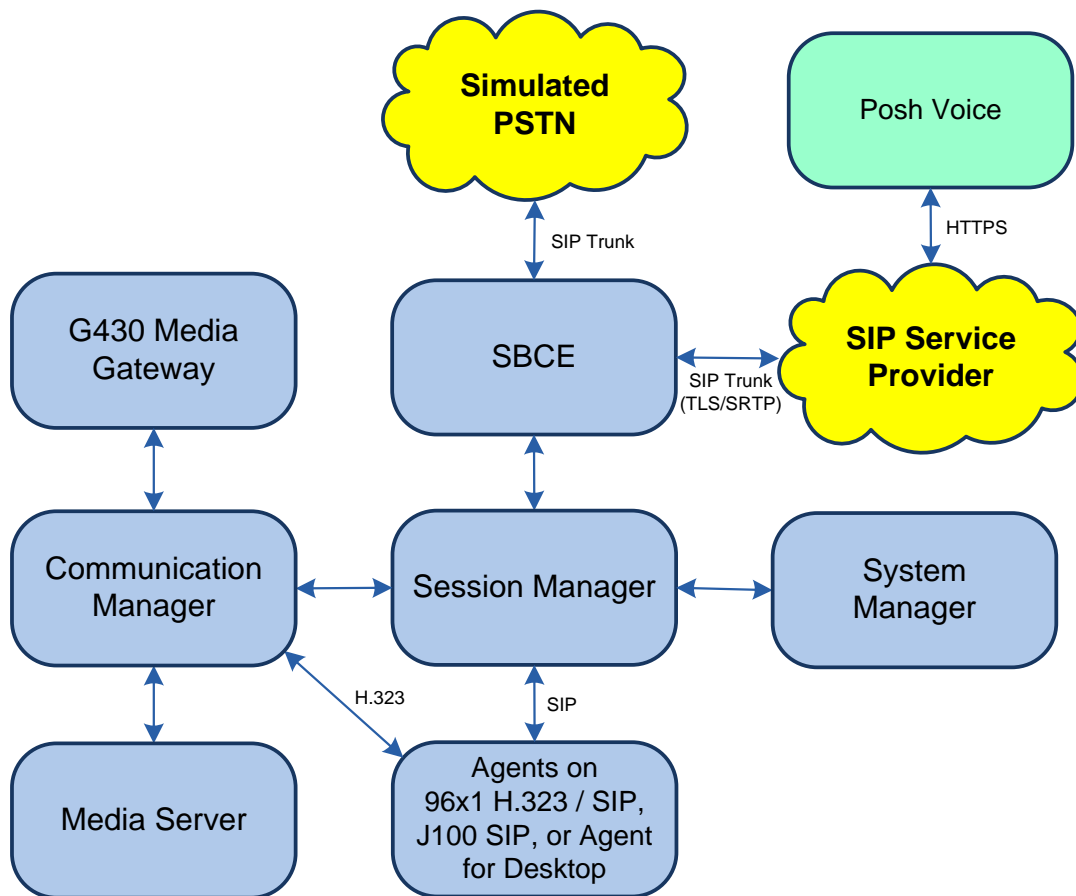 Simulated
PSTN
Posh Voice
SIP Trunk
HTTPS
G430 Media
Gateway
SBCE
SIP Trunk
(TLS/SRTP)
SIP Service
Provider
Communication
Manager
Session Manager
System
Manager
H.323
SIP
Media Server
Agents on
96x1 H.323 / SIP,
J100 SIP, or Agent
for Desktop